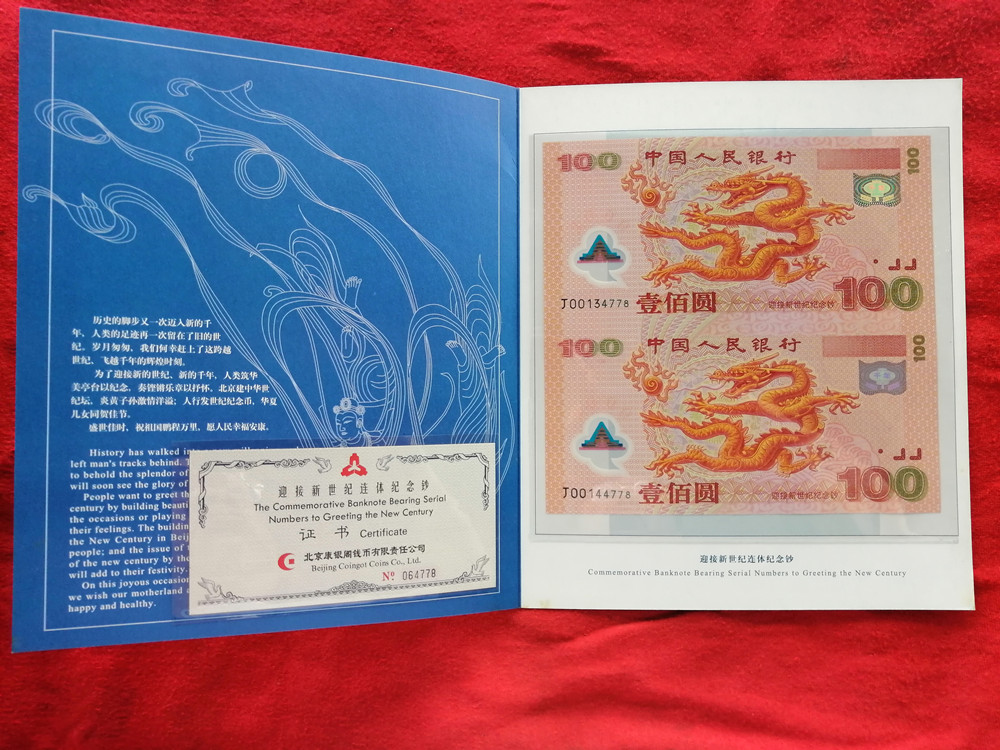 历史的脚步又一次迈入新的千
年，人类的足迹再一次留在了旧的世
纪。岁月匆匆，我们何幸赶上了这跨越
世纪、飞越千年的辉煌时刻。
为了迎接新的世纪、新的千年，人类筑华
美亭台以纪念，奏铿锵乐章以抒怀。北京建中华世
纪坛，炎黄子孙激情洋溢；人行发世纪纪念币，华夏
儿女同贺佳节。
盛世佳时，祝祖国鹏程万里，愿人民幸福安康。
History has walked
left man's tracks behind.
to behold the splendor of
will soon see the glory of
People want to greet
century by building
the occasions or playing
their feelings. The
the New Century in
people; and the issue of
of the new century by
will add to their festivity.
On this joyous
we wish our motherland
happy and healthy.
迎接新世纪连体纪念钞
The Commemorative Banknote Bearing Serial
Numbers to Greeting the New Century
证 书 Certificate
北京康银阁钱币有限责任公司
Beijing Coingot Coins Co., Ltd.
№ 064778
100 中国人民银行 100
J00134778 壹佰圆 迎接新世纪纪念钞 100
100 中国人民银行 100
J00144778 壹佰圆 迎接新世纪纪念钞 100
迎接新世纪连体纪念钞
Commemorative Banknote Bearing Serial Numbers to Greeting the New Century